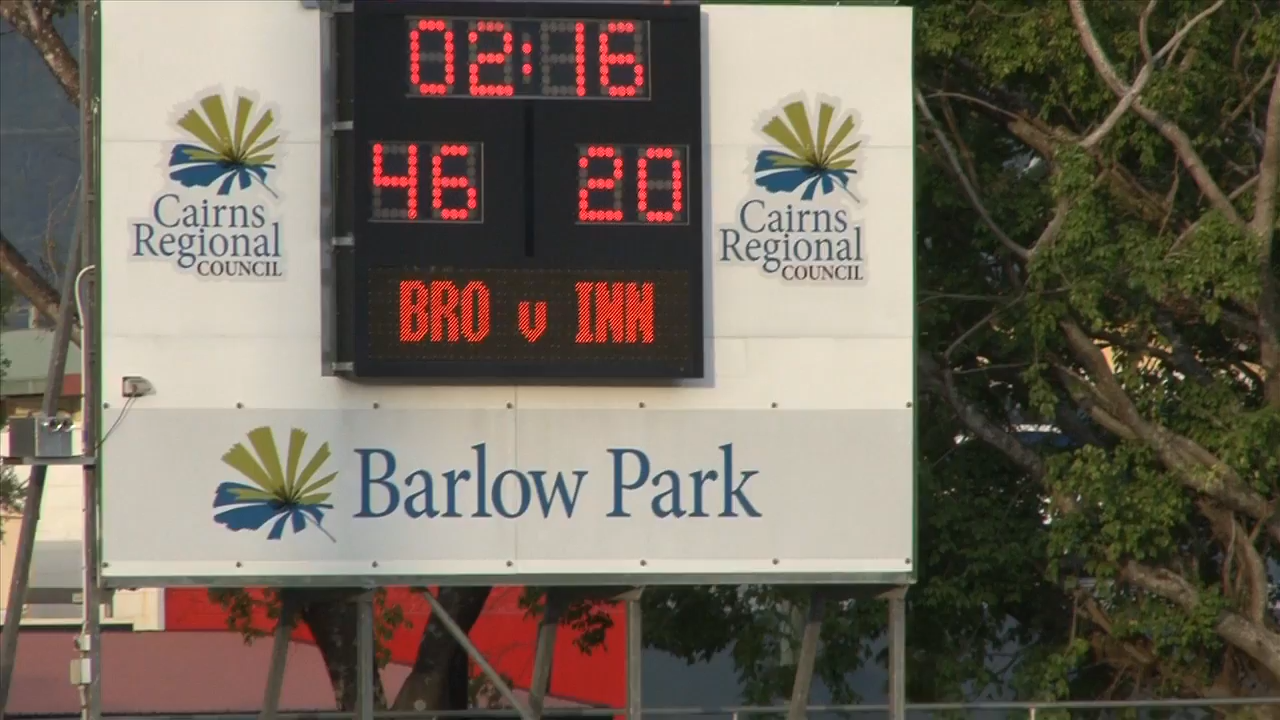 02:16
46 20
BRO v INN
Cairns
Regional
COUNCIL
Cairns
Regional
COUNCIL
Barlow Park